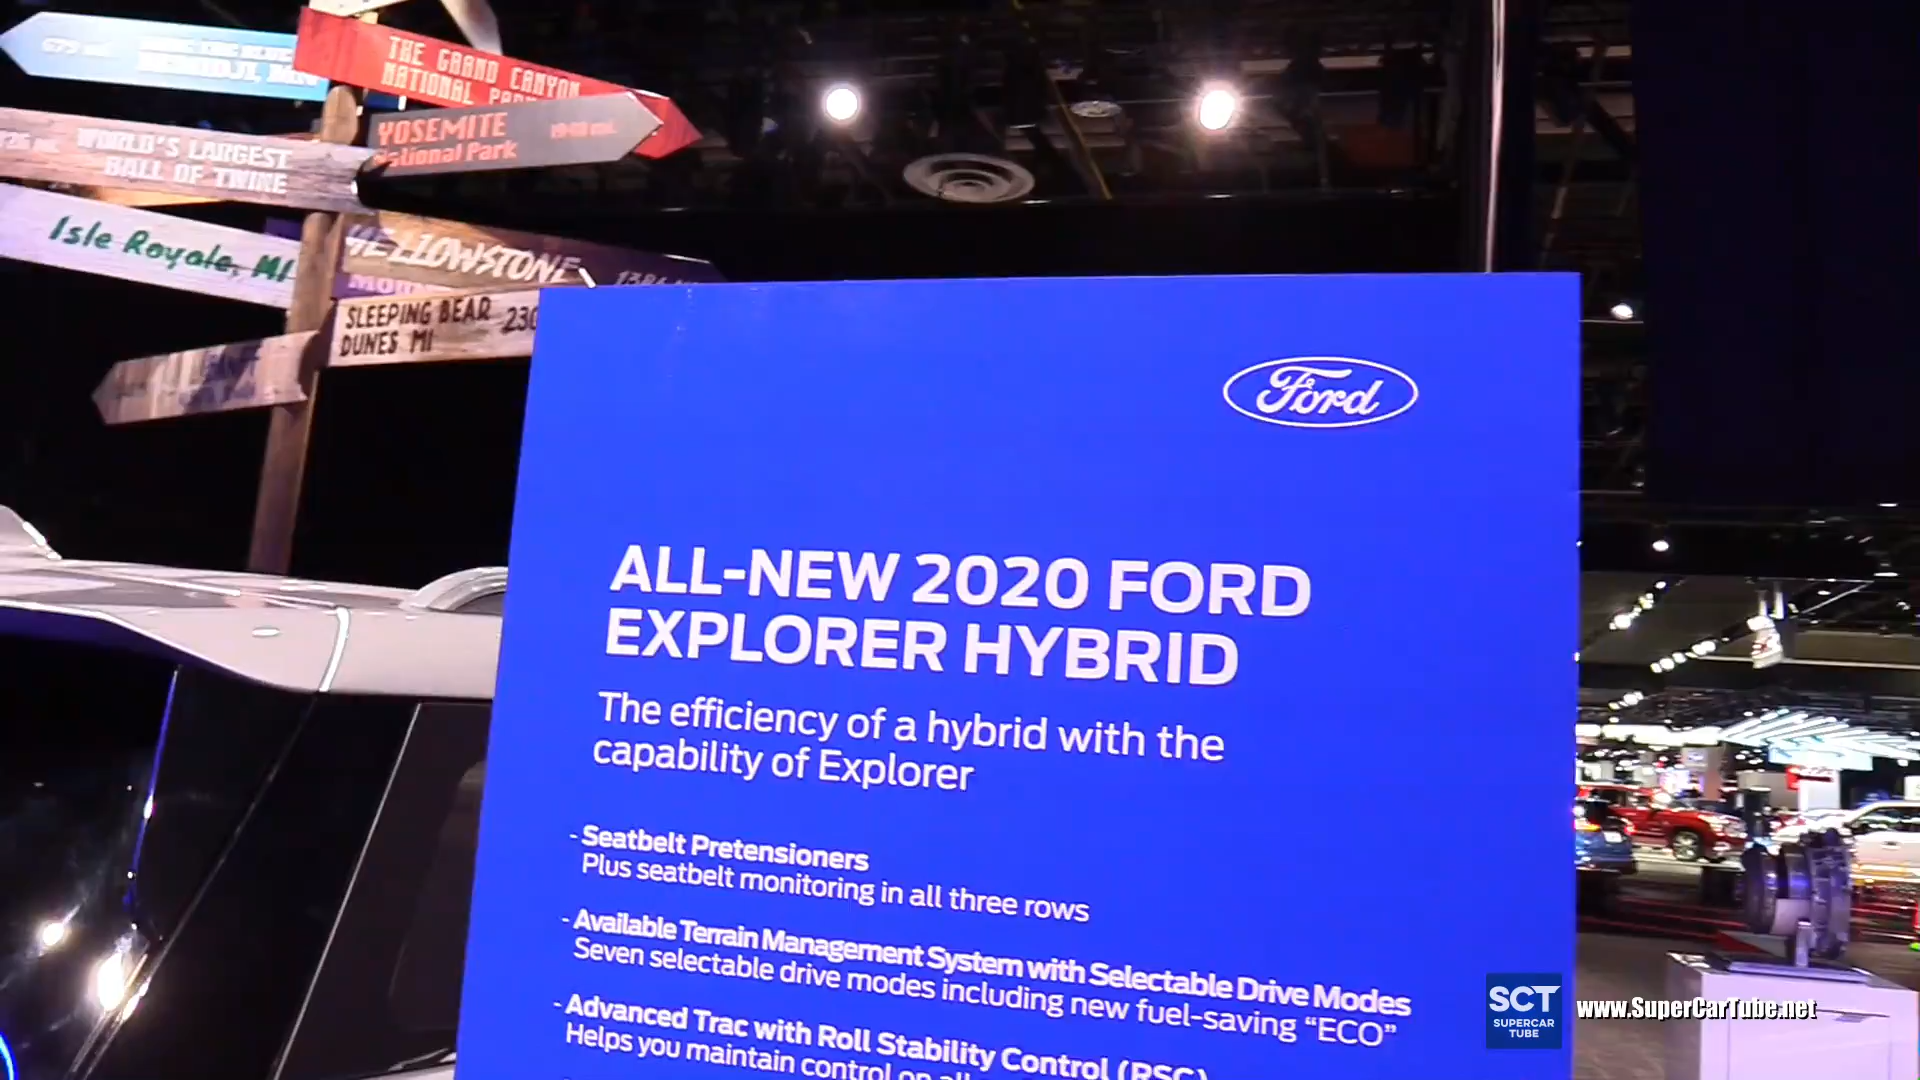 THE GRAND CANYON
NATIONAL
YOSEMITE
National Park
WORLD'S LARGEST
BALL OF TWINE
Isle Royale, MI
YELLOWSTONE
SLEEPING BEAR
DUNES MI
230
Ford
ALL-NEW 2020 FORD
EXPLORER HYBRID
The efficiency of a hybrid with the
capability of Explorer
- Seatbelt Pretensioners
Plus seatbelt monitoring in all three rows
- Available Terrain Management System with Selectable Drive Modes
Seven selectable drive modes including new fuel-saving “ECO”
- Advanced Trac with Roll Stability Control (RSC)
Helps you maintain control on
SCT
SUPERCAR
TUBE
www.SuperCarTube.net